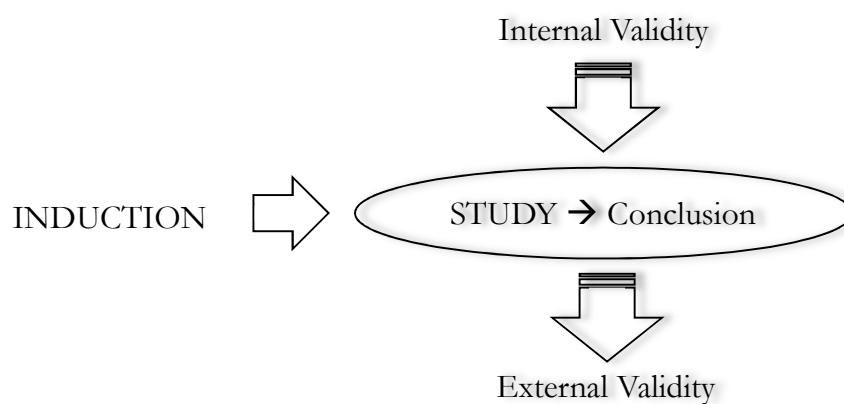 Internal Validity
INDUCTION
STUDY → Conclusion
External Validity